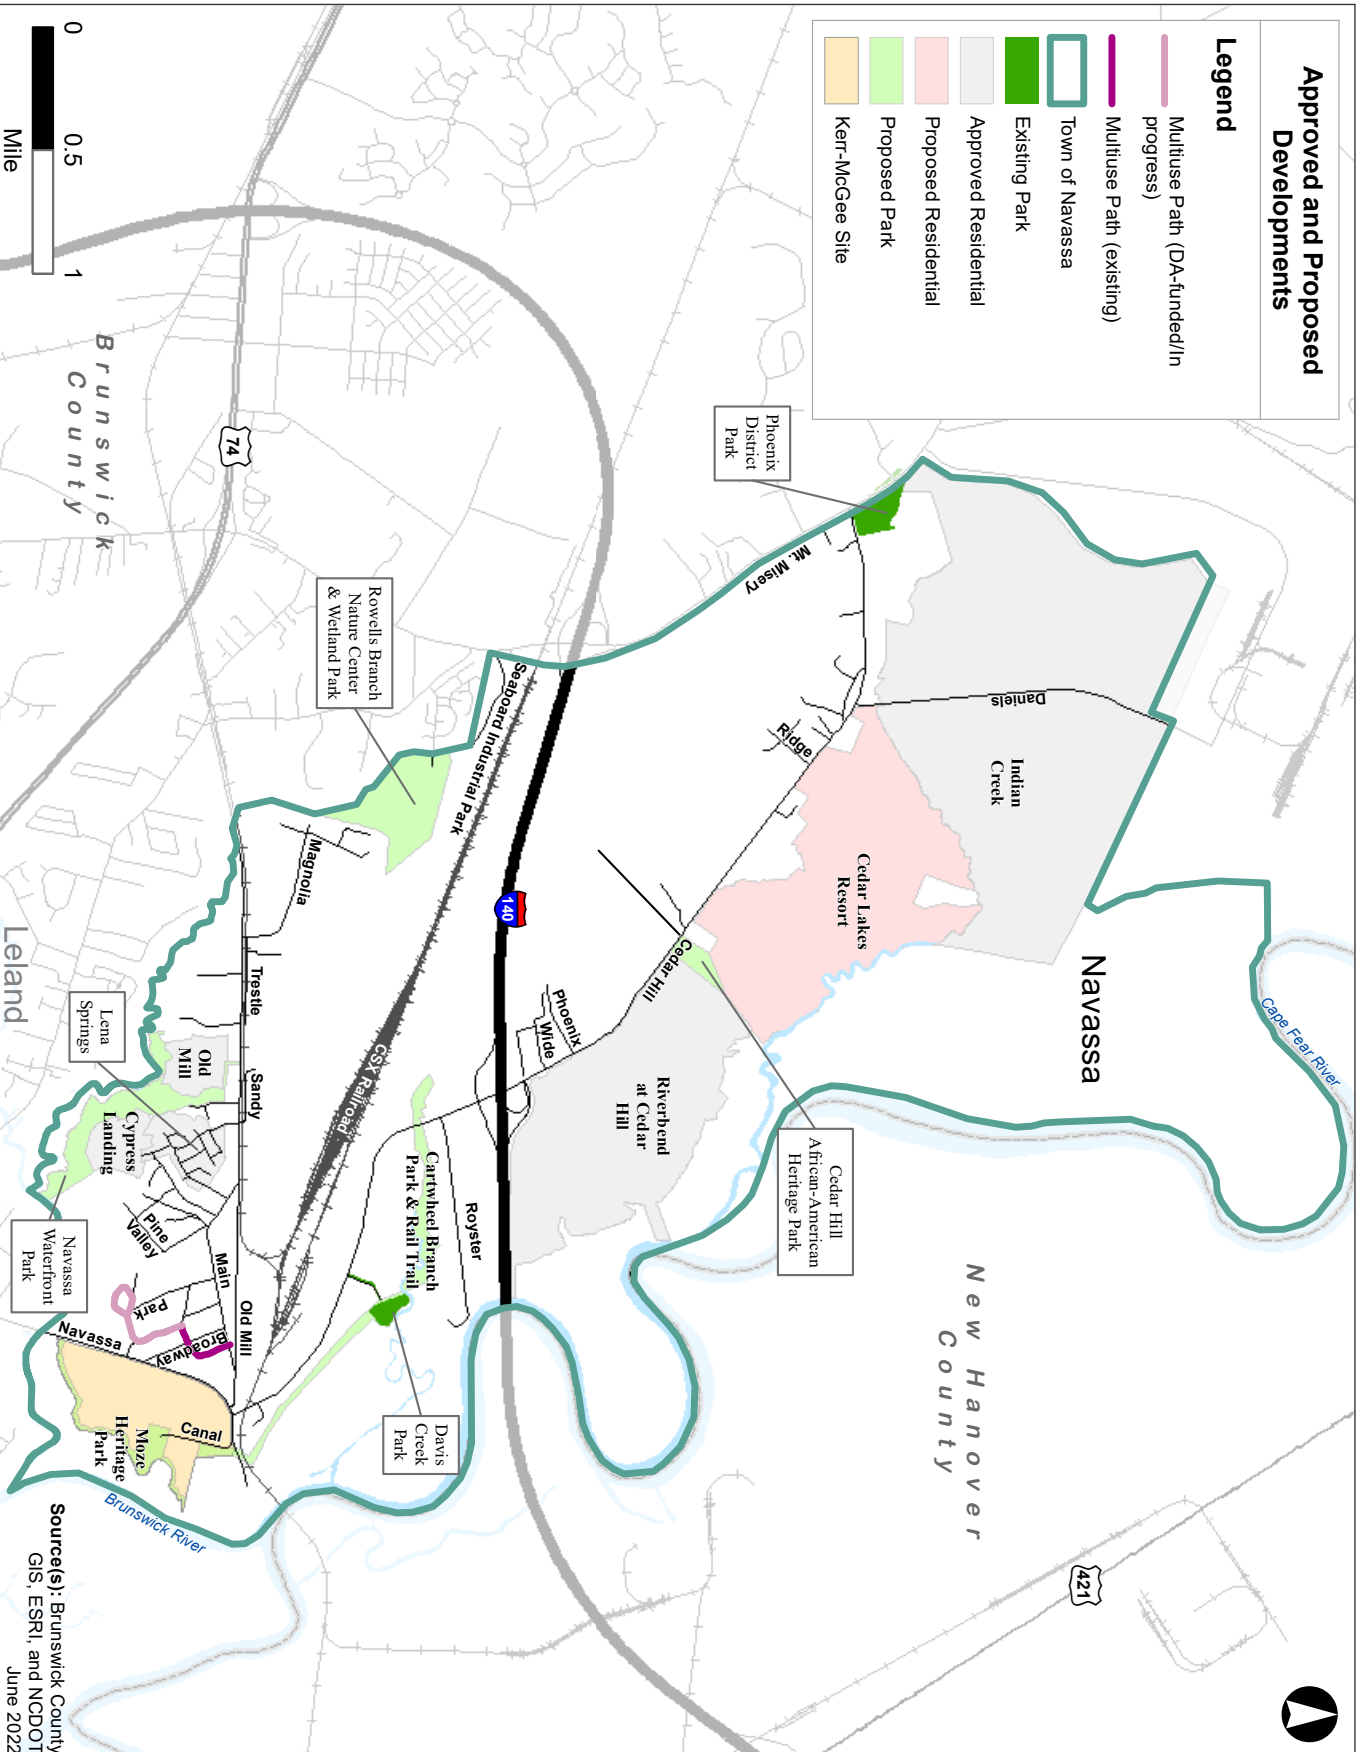 Approved and Proposed
Developments
Legend
Multiuse Path (DA-funded/In
progress)
Multiuse Path (existing)
Town of Navassa
Existing Park
Approved Residential
Proposed Residential
Proposed Park
Kerr-McGee Site
0
0.5
1
Mile
Brunswick
County
74
Phoenix
District
Park
Mt. Misery
Rowells Branch
Nature Center
& Wetland Park
Seaboard Industrial Park
Daniels
Ridge
Indian
Creek
Cedar Lakes
Resort
Navassa
Cape Fear River
Magnolia
140
Cedar Hill
Phoenix
Wide
Trestle
Leland
Lena
Springs
Old
Mill
Sandy
CSX Railroad
Riverbend
at Cedar
Hill
Cedar Hill
African-American
Heritage Park
Cypress
Landing
Cartwheel Branch
Park & Rail Trail
Royster
Pine
Valley
Navassa
Waterfront
Park
Main
Park
Old Mill
Broadway
Navassa
Canal
Moze
Heritage
Park
Davis
Creek
Park
Brunswick River
New Hanover
County
421
Source(s): Brunswick County
GIS, ESRI, and NCDOT
June 2022